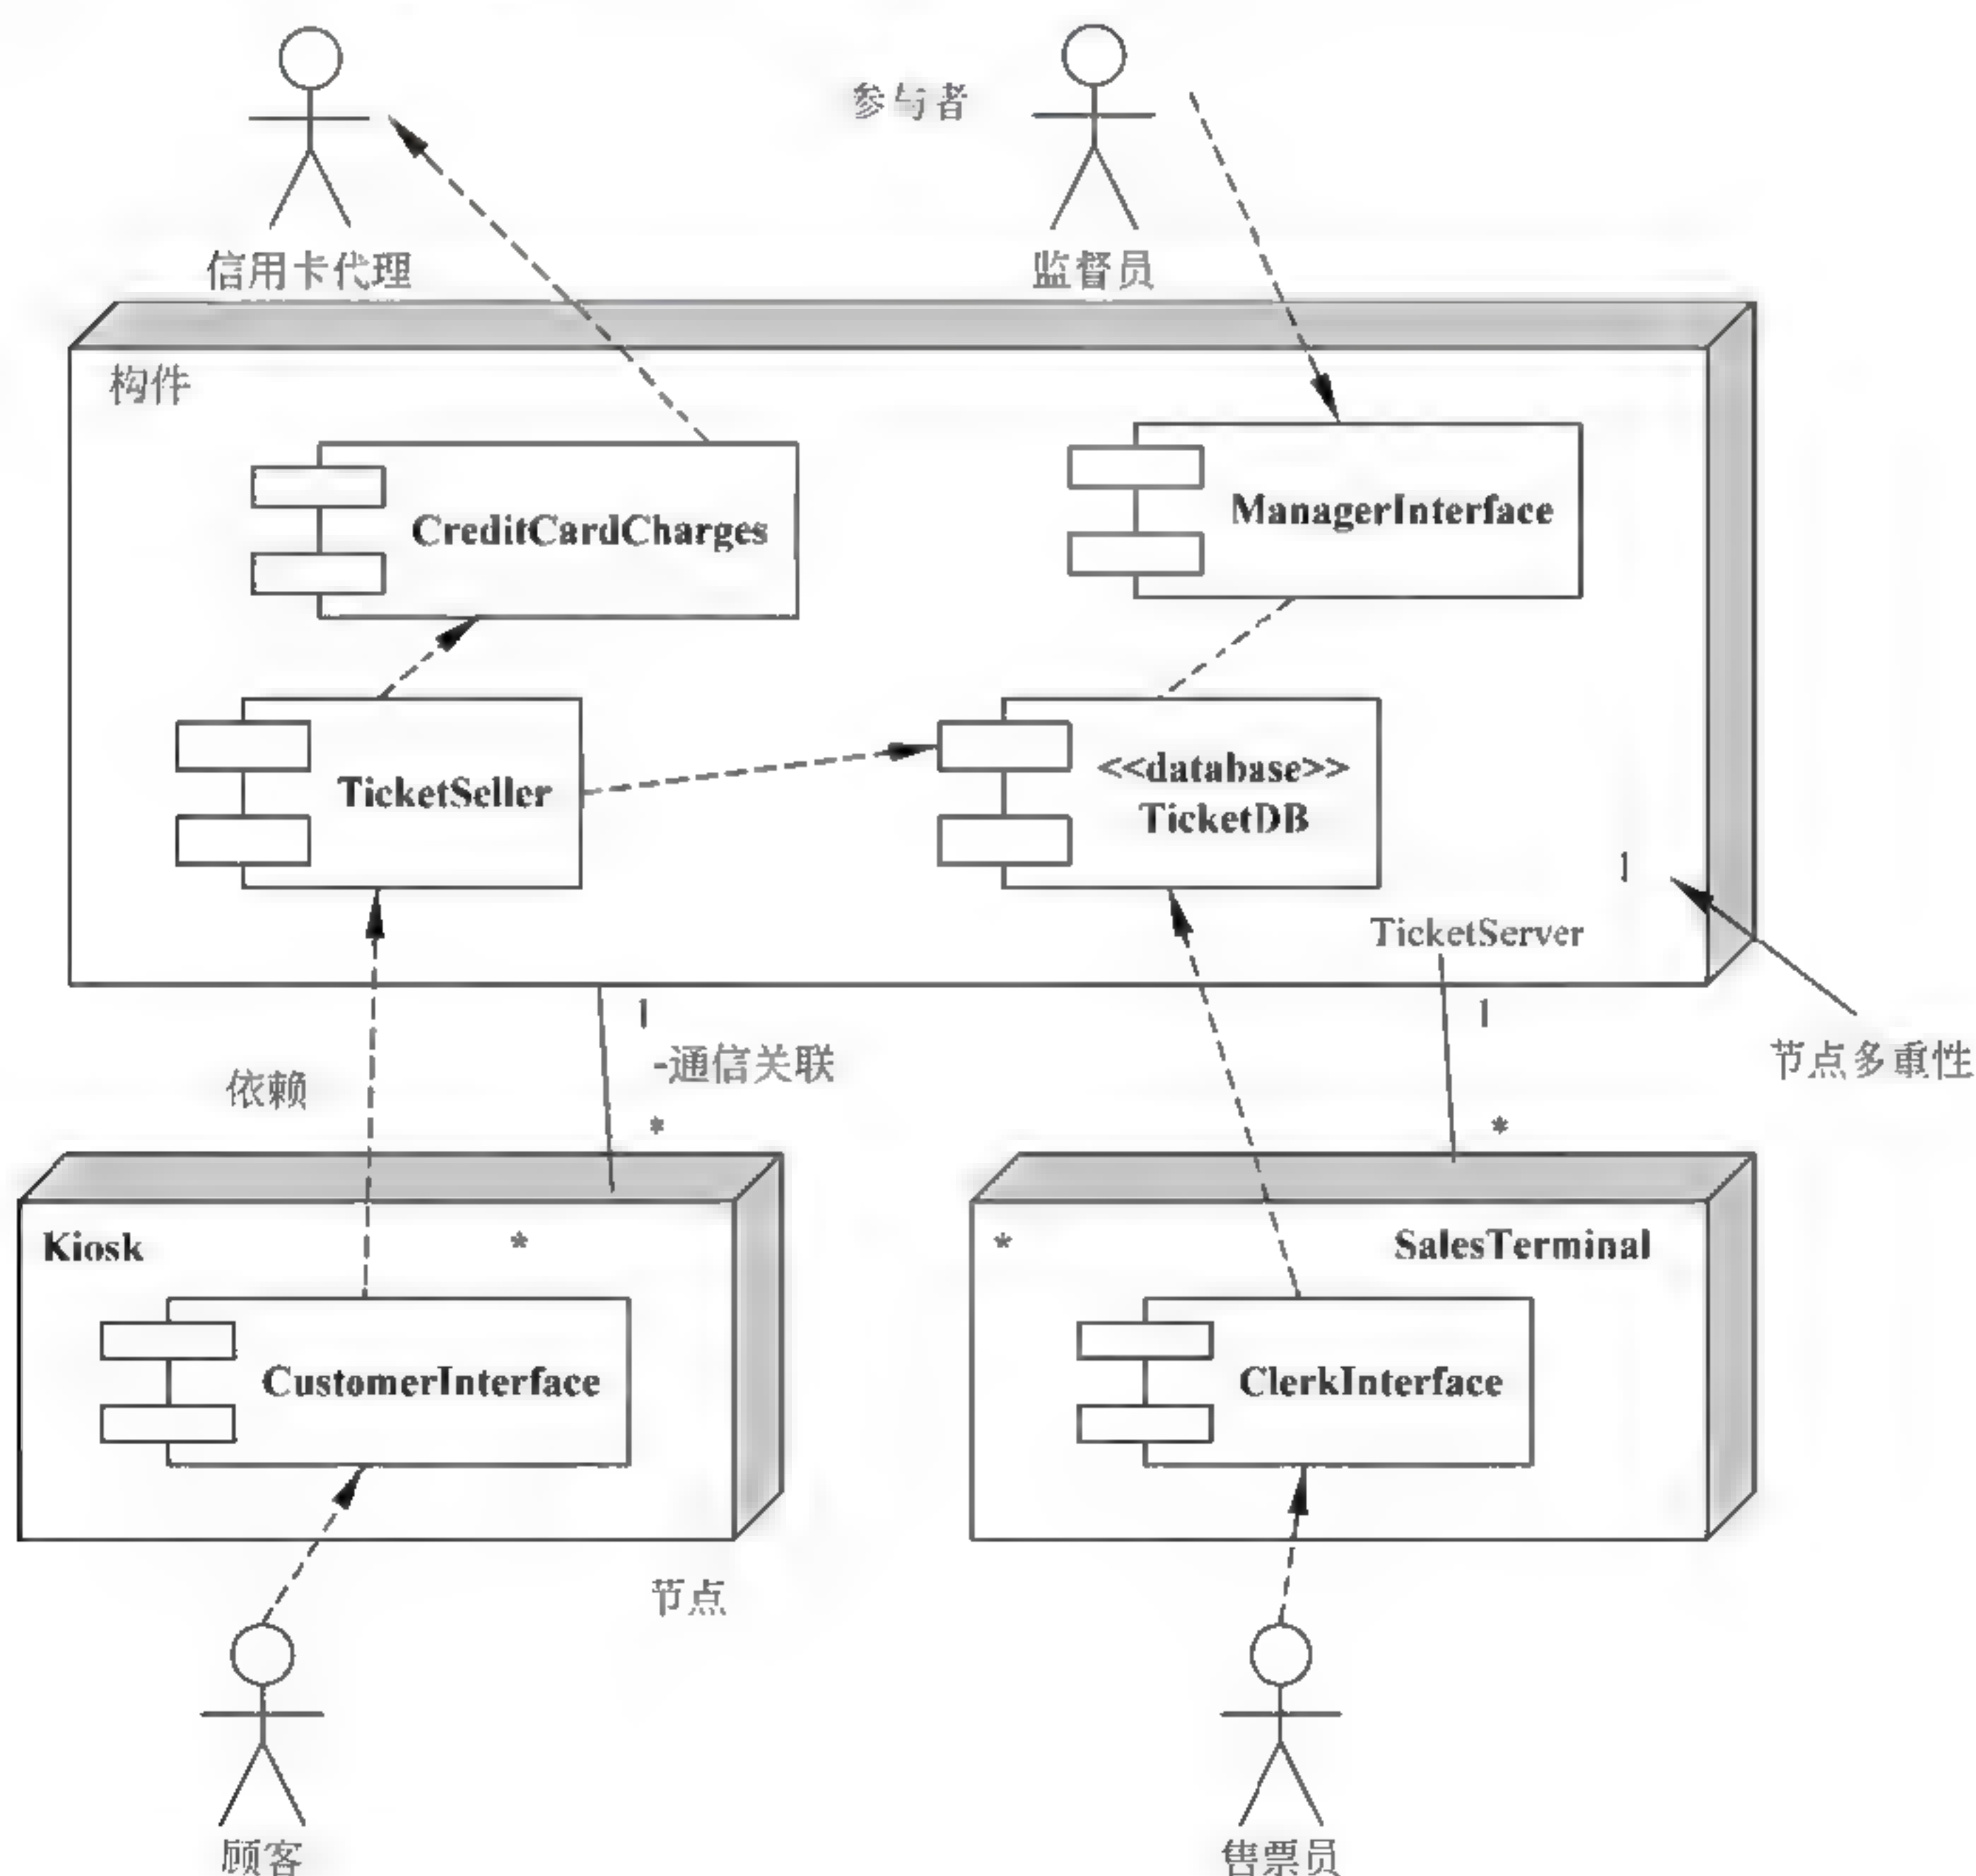 参与者
信用卡代理
监督员
构件
CreditCardCharges
ManagerInterface
TicketSeller
<<database>>
TicketDB
1
TicketServer
1
-通信关联
*
1
*
节点多重性
依赖
Kiosk
*
*
SalesTerminal
CustomerInterface
ClerkInterface
节点
顾客
售票员